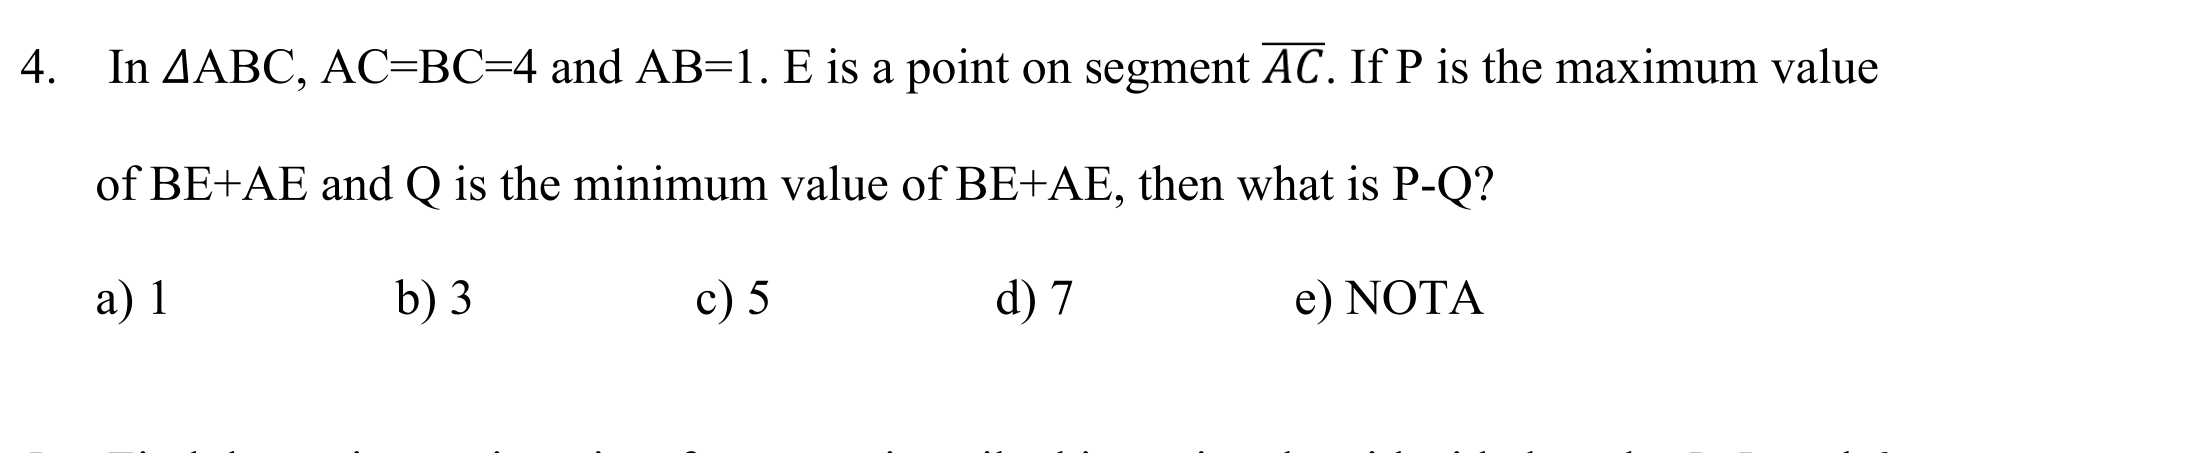 4. In ΔABC, AC=BC=4 and AB=1. E is a point on segment A̅C̅. If P is the maximum value
of BE+AE and Q is the minimum value of BE+AE, then what is P-Q?
a) 1 b) 3 c) 5 d) 7 e) NOTA